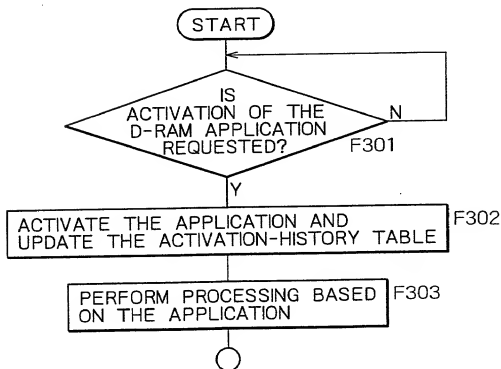 START
IS
ACTIVATION OF THE
D-RAM APPLICATION
REQUESTED?
N
F301
Y
ACTIVATE THE APPLICATION AND
UPDATE THE ACTIVATION-HISTORY TABLE
F302
PERFORM PROCESSING BASED
ON THE APPLICATION
F303